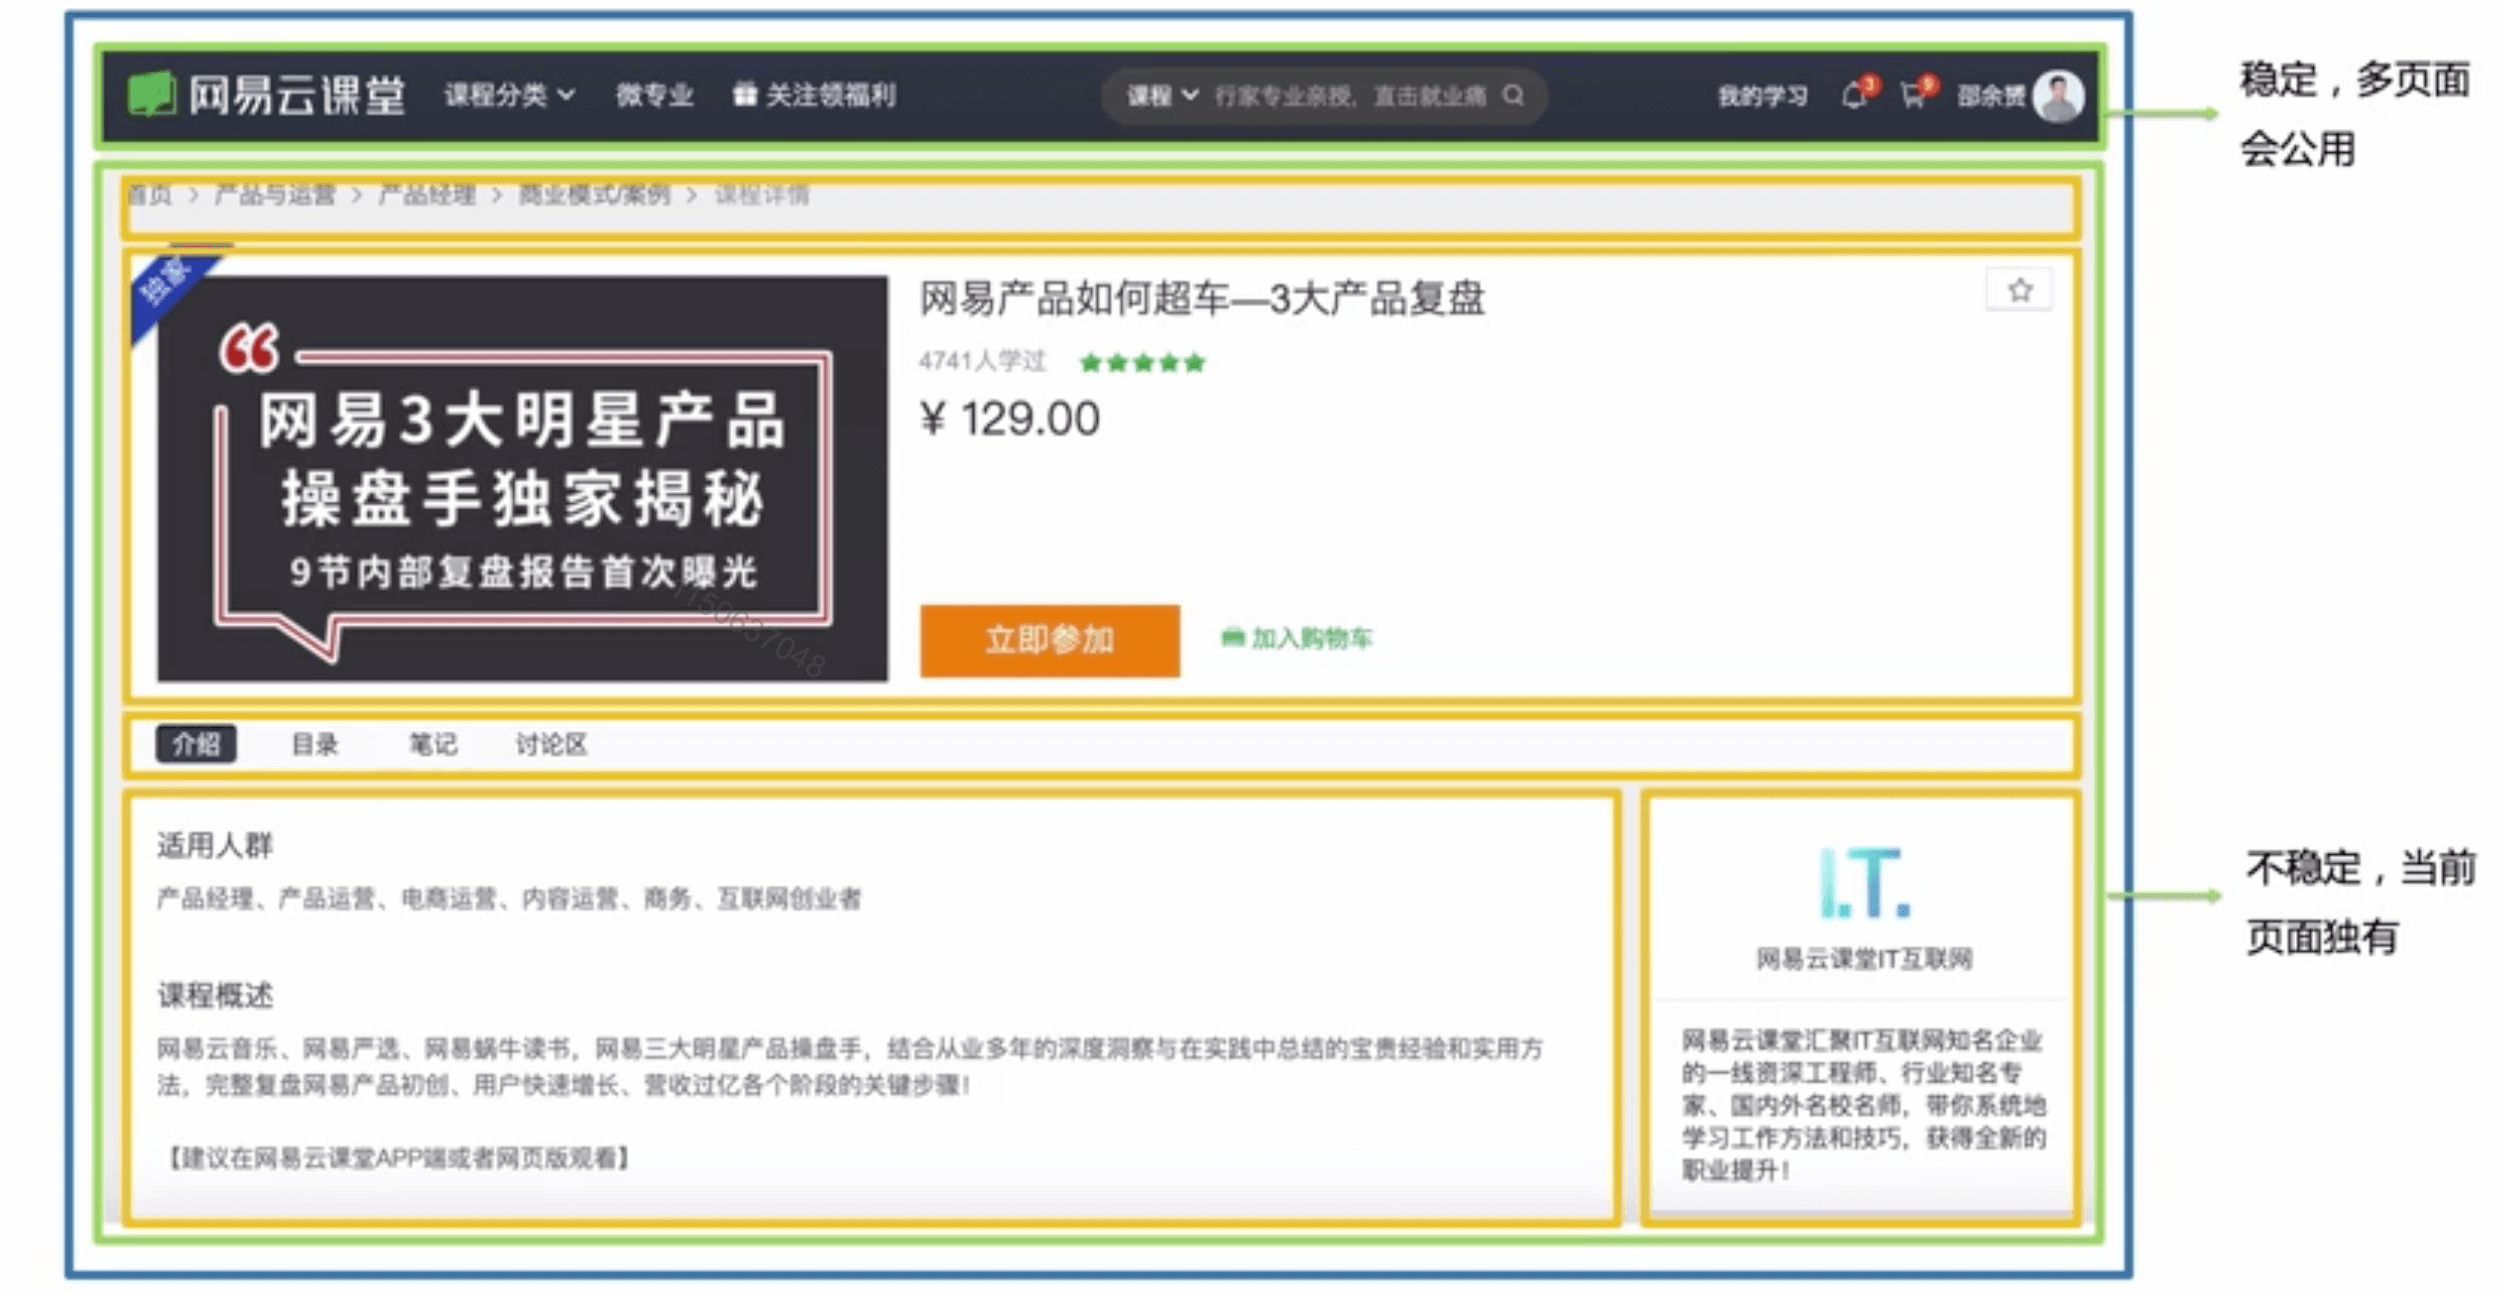 网易云课堂 课程分类 微专业 关注领福利 课程 行家专业亲授，直击就业痛 我的学习 3 9 邵余赟
稳定，多页面
会公用
首页 > 产品与运营 > 产品经理 > 商业模式/案例 > 课程详情
独家
网易3大明星产品
操盘手独家揭秘
9节内部复盘报告首次曝光
1150637048
网易产品如何超车—3大产品复盘
4741人学过
¥ 129.00
立即参加 加入购物车
介绍 目录 笔记 讨论区
适用人群
产品经理、产品运营、电商运营、内容运营、商务、互联网创业者
课程概述
网易云音乐、网易严选、网易蜗牛读书，网易三大明星产品操盘手，结合从业多年的深度洞察与在实践中总结的宝贵经验和实用方
法，完整复盘网易产品初创、用户快速增长、营收过亿各个阶段的关键步骤！
【建议在网易云课堂APP端或者网页版观看】
I.T.
网易云课堂IT互联网
网易云课堂汇聚IT互联网知名企业
的一线资深工程师、行业知名专
家、国内外名校名师，带你系统地
学习工作方法和技巧，获得全新的
职业提升！
不稳定，当前
页面独有